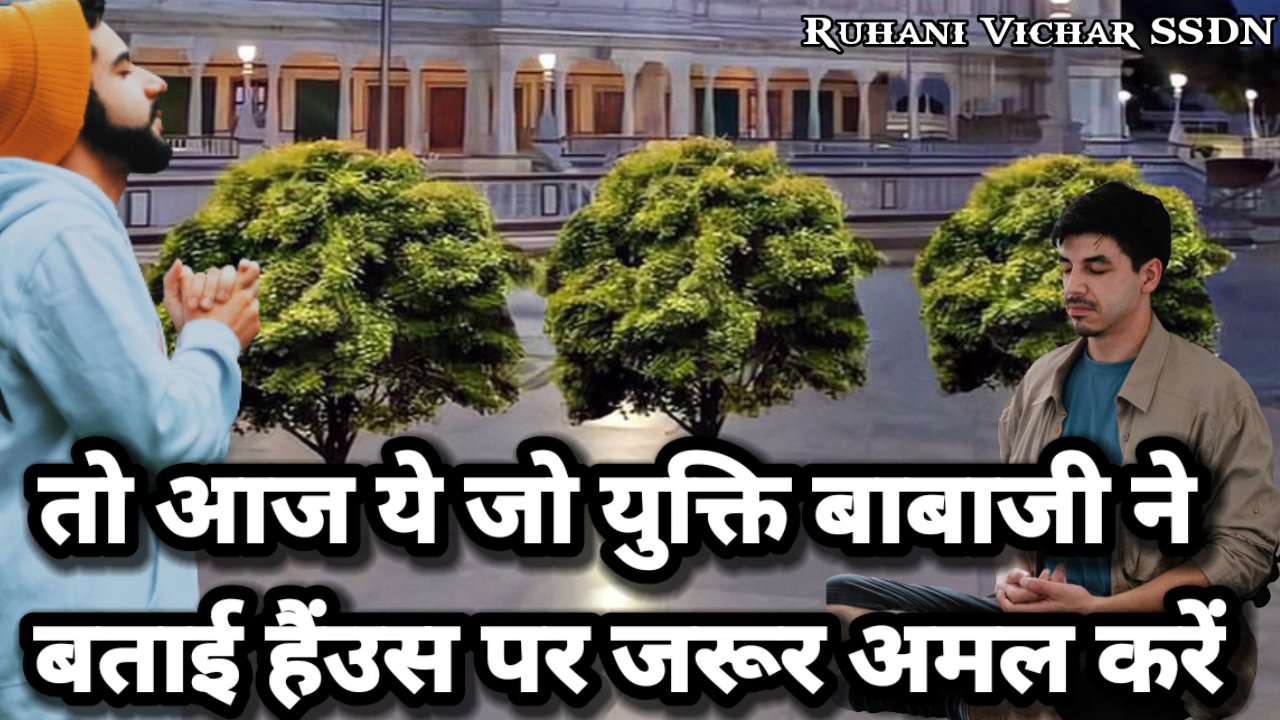 RUHANI VICHAR SSDN
तो आज ये जो युक्ति बाबाजी ने
बताई हैंउस पर जरूर अमल करें